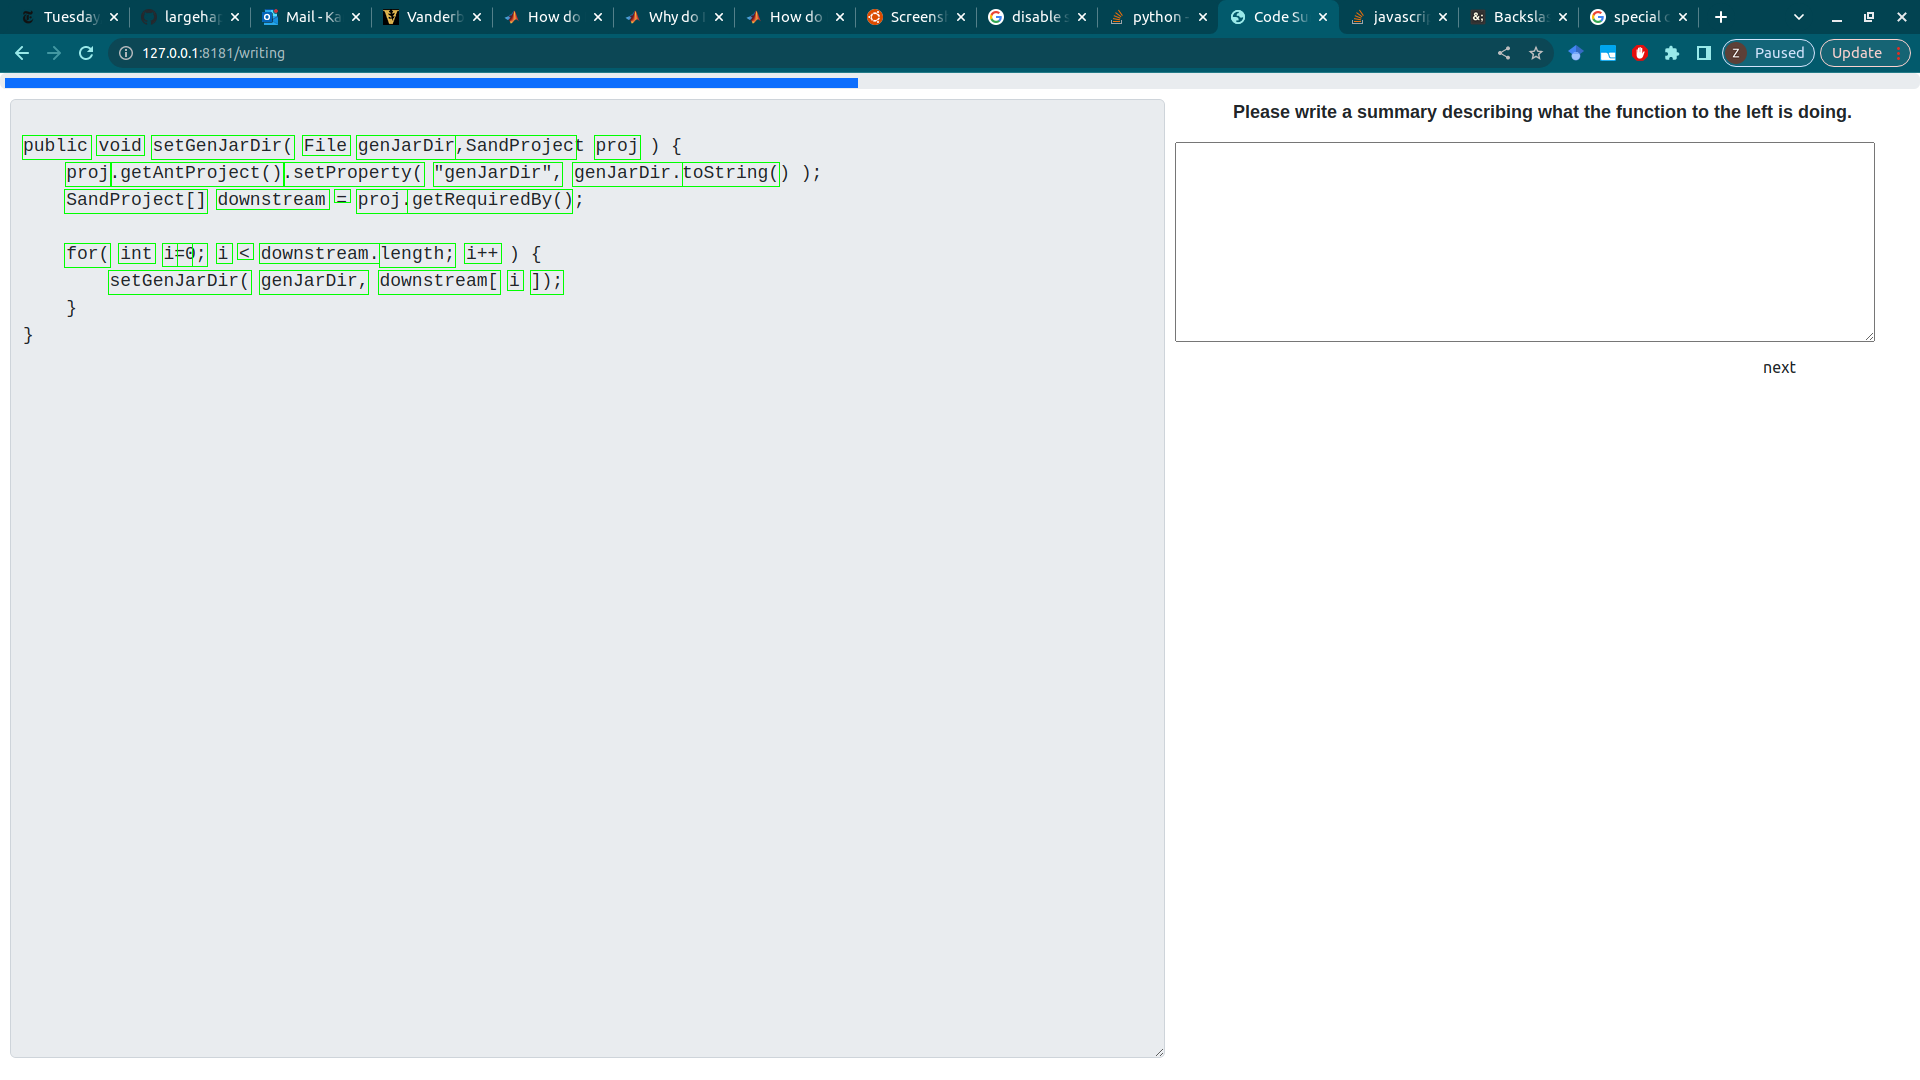 Tuesday
largehap
Mail - Ka
Vanderb
How do
Why do
How do
Screens
disable s
python -
Code Su
javascrip
Backslas
special c
127.0.0.1:8181/writing
Z Paused
Update
Please write a summary describing what the function to the left is doing.
public void setGenJarDir( File genJarDir,SandProject proj ) {
proj.getAntProject().setProperty( "genJarDir", genJarDir.toString() );
SandProject[] downstream = proj.getRequiredBy();
for( int i=0; i < downstream.length; i++ ) {
setGenJarDir( genJarDir, downstream[ i ]);
}
}
next